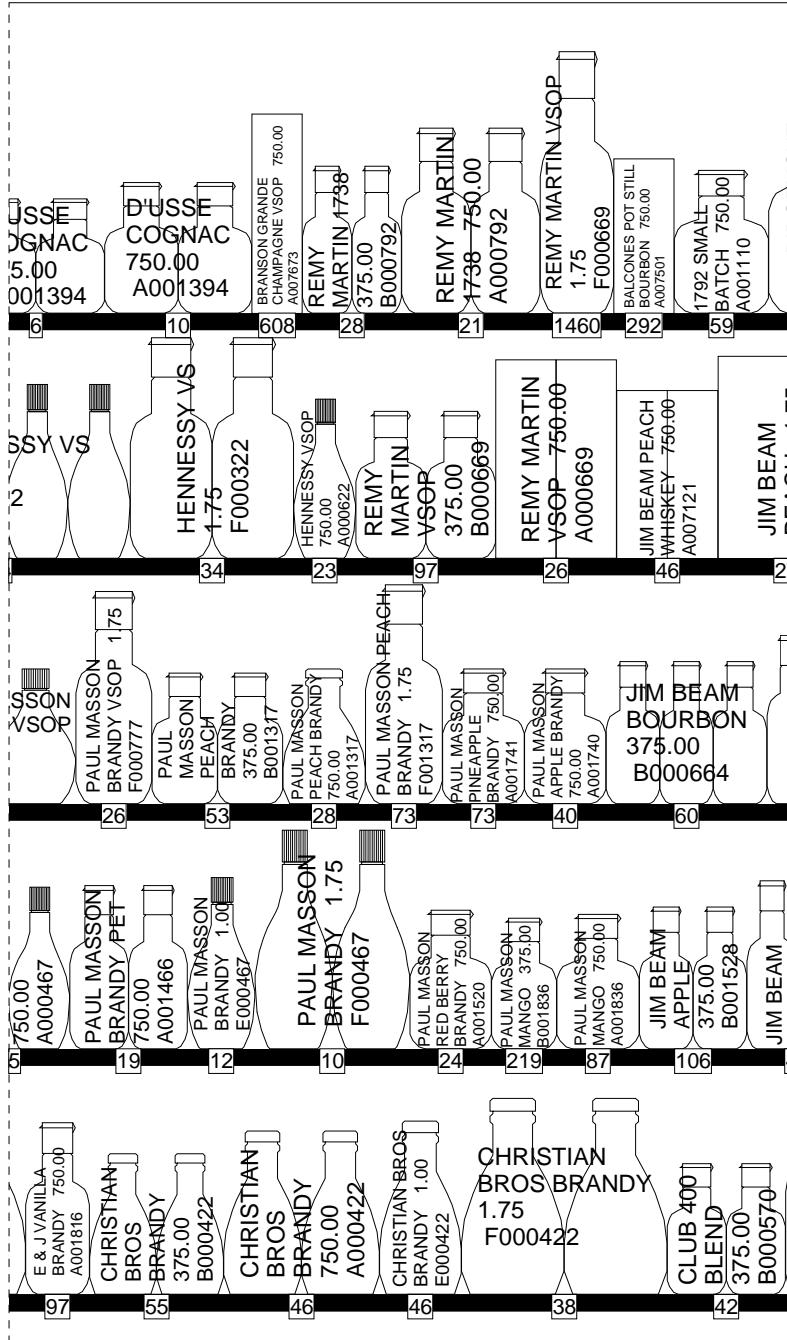 USSE
OGNAC
5.00
001394
D'USSE
COGNAC
750.00
A001394
BRANSON GRANDE
CHAMPAGNE VSOP 750.00
A007673
REMY
MARTIN 1738
375.00
B000792
REMY MARTIN
1738 750.00
A000792
REMY MARTIN VSOP
1.75
F000669
BALCONES POT STILL
BOURBON 750.00
A007501
1792 SMALL
BATCH 750.00
A001110
6
10
608
28
21
1460
292
59
SSY VS
2
HENNESSY VS
1.75
F000322
HENNESSY VSOP
750.00
A000622
REMY
MARTIN
VSOP
375.00
B000669
REMY MARTIN
VSOP 750.00
A000669
JIM BEAM PEACH
WHISKEY 750.00
A007121
JIM BEAM
34
23
97
26
46
2
SSON
VSOP
PAUL MASSON
BRANDY VSOP 1.75
F000777
PAUL
MASSON
PEACH
BRANDY
375.00
B001317
PAUL MASSON
PEACH BRANDY
750.00
A001317
PAUL MASSON PEACH
BRANDY 1.75
F001317
PAUL MASSON
PINEAPPLE
BRANDY 750.00
A001741
PAUL MASSON
APPLE BRANDY
750.00
A001740
JIM BEAM
BOURBON
375.00
B000664
26
53
28
73
73
40
60
750.00
A000467
PAUL MASSON
BRANDY PET
750.00
A001466
PAUL MASSON
BRANDY 1.00
E000467
PAUL MASSON
BRANDY 1.75
F000467
PAUL MASSON
RED BERRY
BRANDY 750.00
A001520
PAUL MASSON
MANGO 375.00
B001836
PAUL MASSON
MANGO 750.00
A001836
JIM BEAM
APPLE
375.00
B001528
JIM BEAM
5
19
12
10
24
219
87
106
E & J VANILLA
BRANDY 750.00
A001816
CHRISTIAN
BROS
BRANDY
375.00
B000422
CHRISTIAN
BROS
BRANDY
750.00
A000422
CHRISTIAN BROS
BRANDY 1.00
E000422
CHRISTIAN
BROS BRANDY
1.75
F000422
CLUB 400
BLEND
375.00
B000570
97
55
46
46
38
42